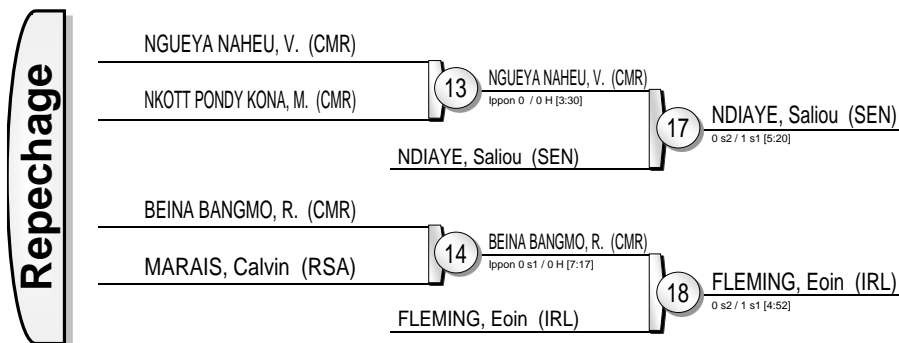 Repechage
NGUEYA NAHEU, V. (CMR)
NKOTT PONDY KONA, M. (CMR)
13
NGUEYA NAHEU, V. (CMR)
Ippon 0 / 0 H [3:30]
NDIAYE, Saliou (SEN)
17
NDIAYE, Saliou (SEN)
0 s2 / 1 s1 [5:20]
BEINA BANGMO, R. (CMR)
MARAIS, Calvin (RSA)
14
BEINA BANGMO, R. (CMR)
Ippon 0 s1 / 0 H [7:17]
FLEMING, Eoin (IRL)
18
FLEMING, Eoin (IRL)
0 s2 / 1 s1 [4:52]